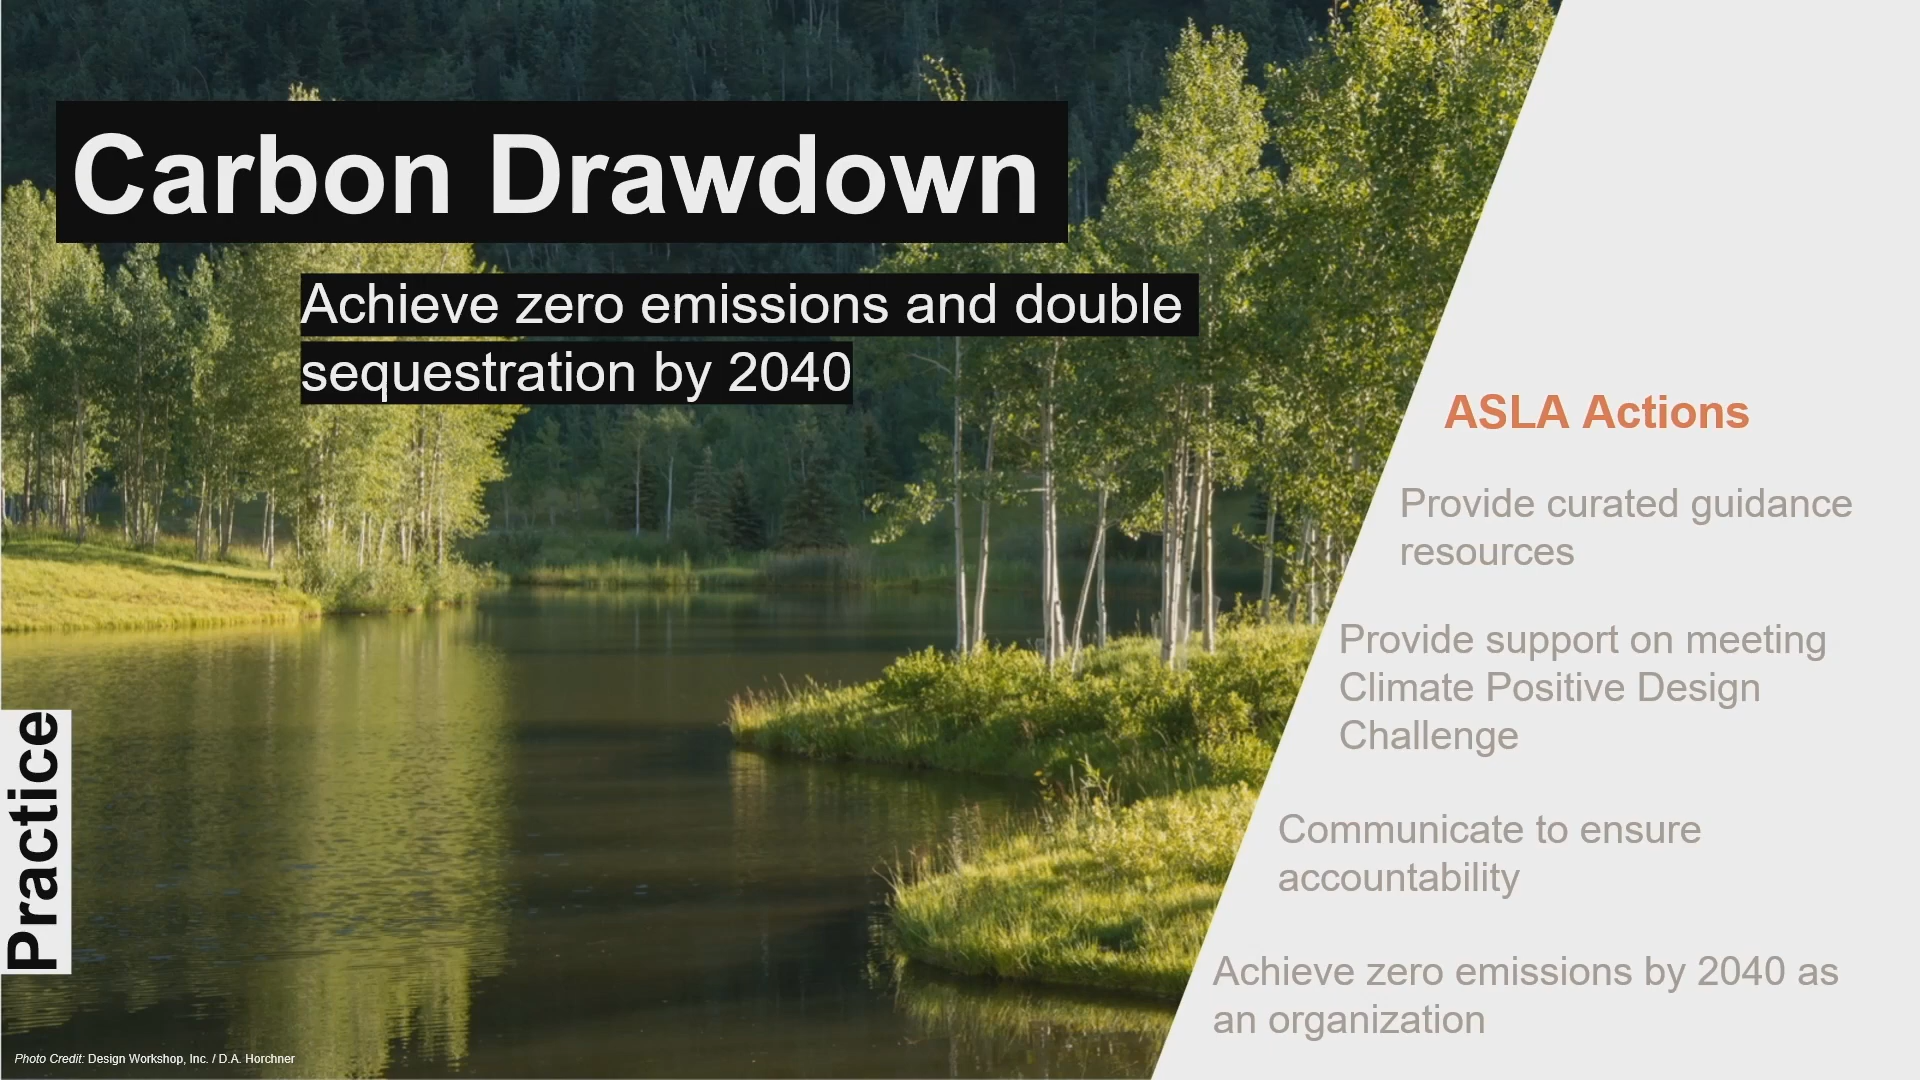 Carbon Drawdown
Achieve zero emissions and double
sequestration by 2040
ASLA Actions
Provide curated guidance
resources
Provide support on meeting
Climate Positive Design
Challenge
Communicate to ensure
accountability
Achieve zero emissions by 2040 as
an organization
Practice
Photo Credit: Design Workshop, Inc. / D.A. Horchner